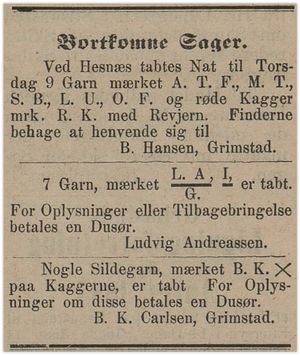 Bortkomne Sager.
Ved Hesnæs tabtes Nat til Tors-
dag 9 Garn mærket A. T. F., M. T.,
S. B., L. U., O. F. og røde Kagger
mrk. R. K. med Revjern. Finderne
behage at henvende sig til
B. Hansen, Grimstad.
7 Garn, mærket L. A, I, er tabt.
G.
For Oplysninger eller Tilbagebringelse
betales en Dusør.
Ludvig Andreassen.
Nogle Sildegarn, mærket B. K. X
paa Kaggerne, er tabt For Oplys-
ninger om disse betales en Dusør.
B. K. Carlsen, Grimstad.